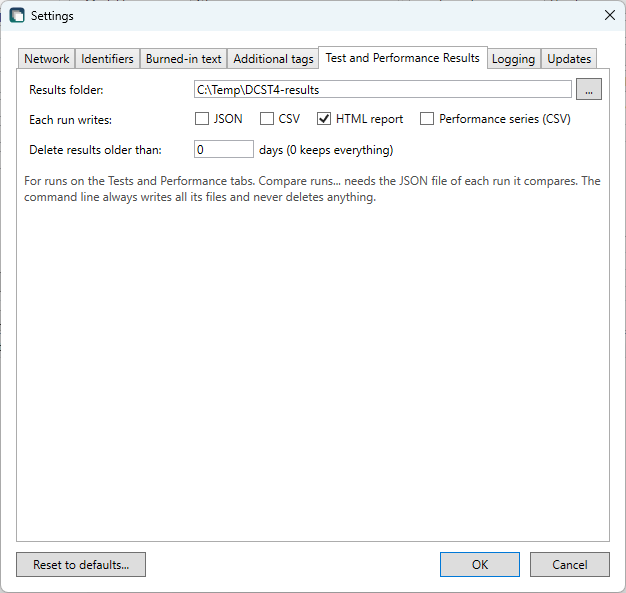 Settings
Network Identifiers Burned-in text Additional tags Test and Performance Results Logging Updates
Results folder: C:\Temp\DCST4-results ...
Each run writes: JSON CSV HTML report Performance series (CSV)
Delete results older than: 0 days (0 keeps everything)
For runs on the Tests and Performance tabs. Compare runs... needs the JSON file of each run it compares. The
command line always writes all its files and never deletes anything.
Reset to defaults... OK Cancel